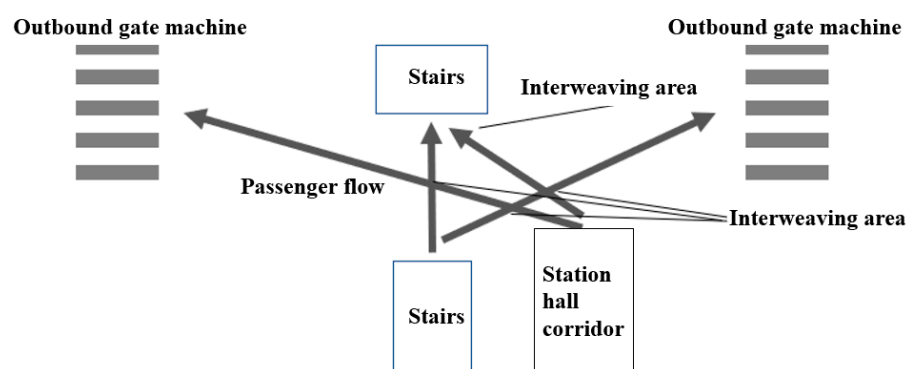 Outbound gate machine
Outbound gate machine
Stairs
Interweaving area
Passenger flow
Interweaving area
Stairs
Station
hall
corridor